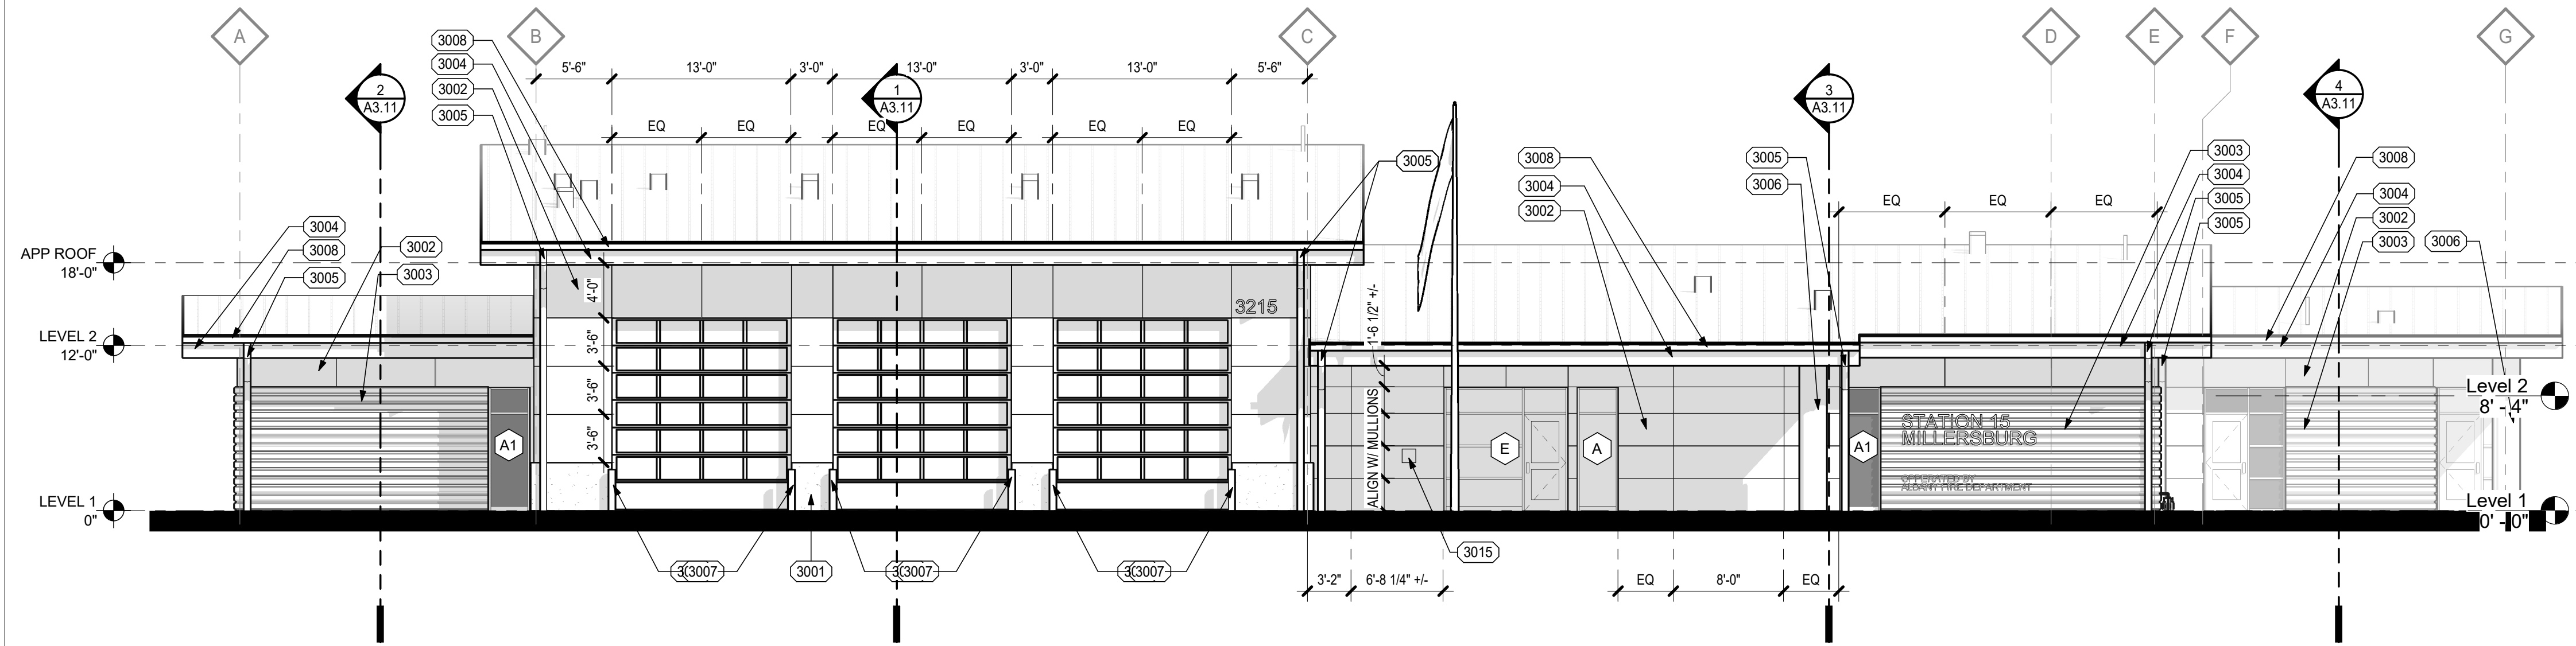 A
B
C
D
E
F
G
3008
3004
3002
3005
5'-6"
13'-0"
3'-0"
13'-0"
3'-0"
13'-0"
5'-6"
2
A3.11
1
A3.11
3
A3.11
4
A3.11
EQ
EQ
EQ
EQ
EQ
EQ
3005
3008
3004
3002
3005
3006
EQ
EQ
EQ
3003
3004
3005
3005
3008
3004
3002
3003
3006
3004
3008
3005
3002
3003
APP ROOF
18'-0"
LEVEL 2
12'-0"
LEVEL 1
0"
4'-0"
3'-6"
3'-6"
3'-6"
3215
1'-6 1/2" +/-
ALIGN W/ MULLIONS
A1
E
A
A1
STATION 15
MILLERSBURG
OPPERATED BY
ALBANY FIRE DEPARTMENT
Level 2
8' - 4"
Level 1
0' - 0"
3007
3001
3007
3007
3015
3'-2"
6'-8 1/4" +/-
EQ
8'-0"
EQ